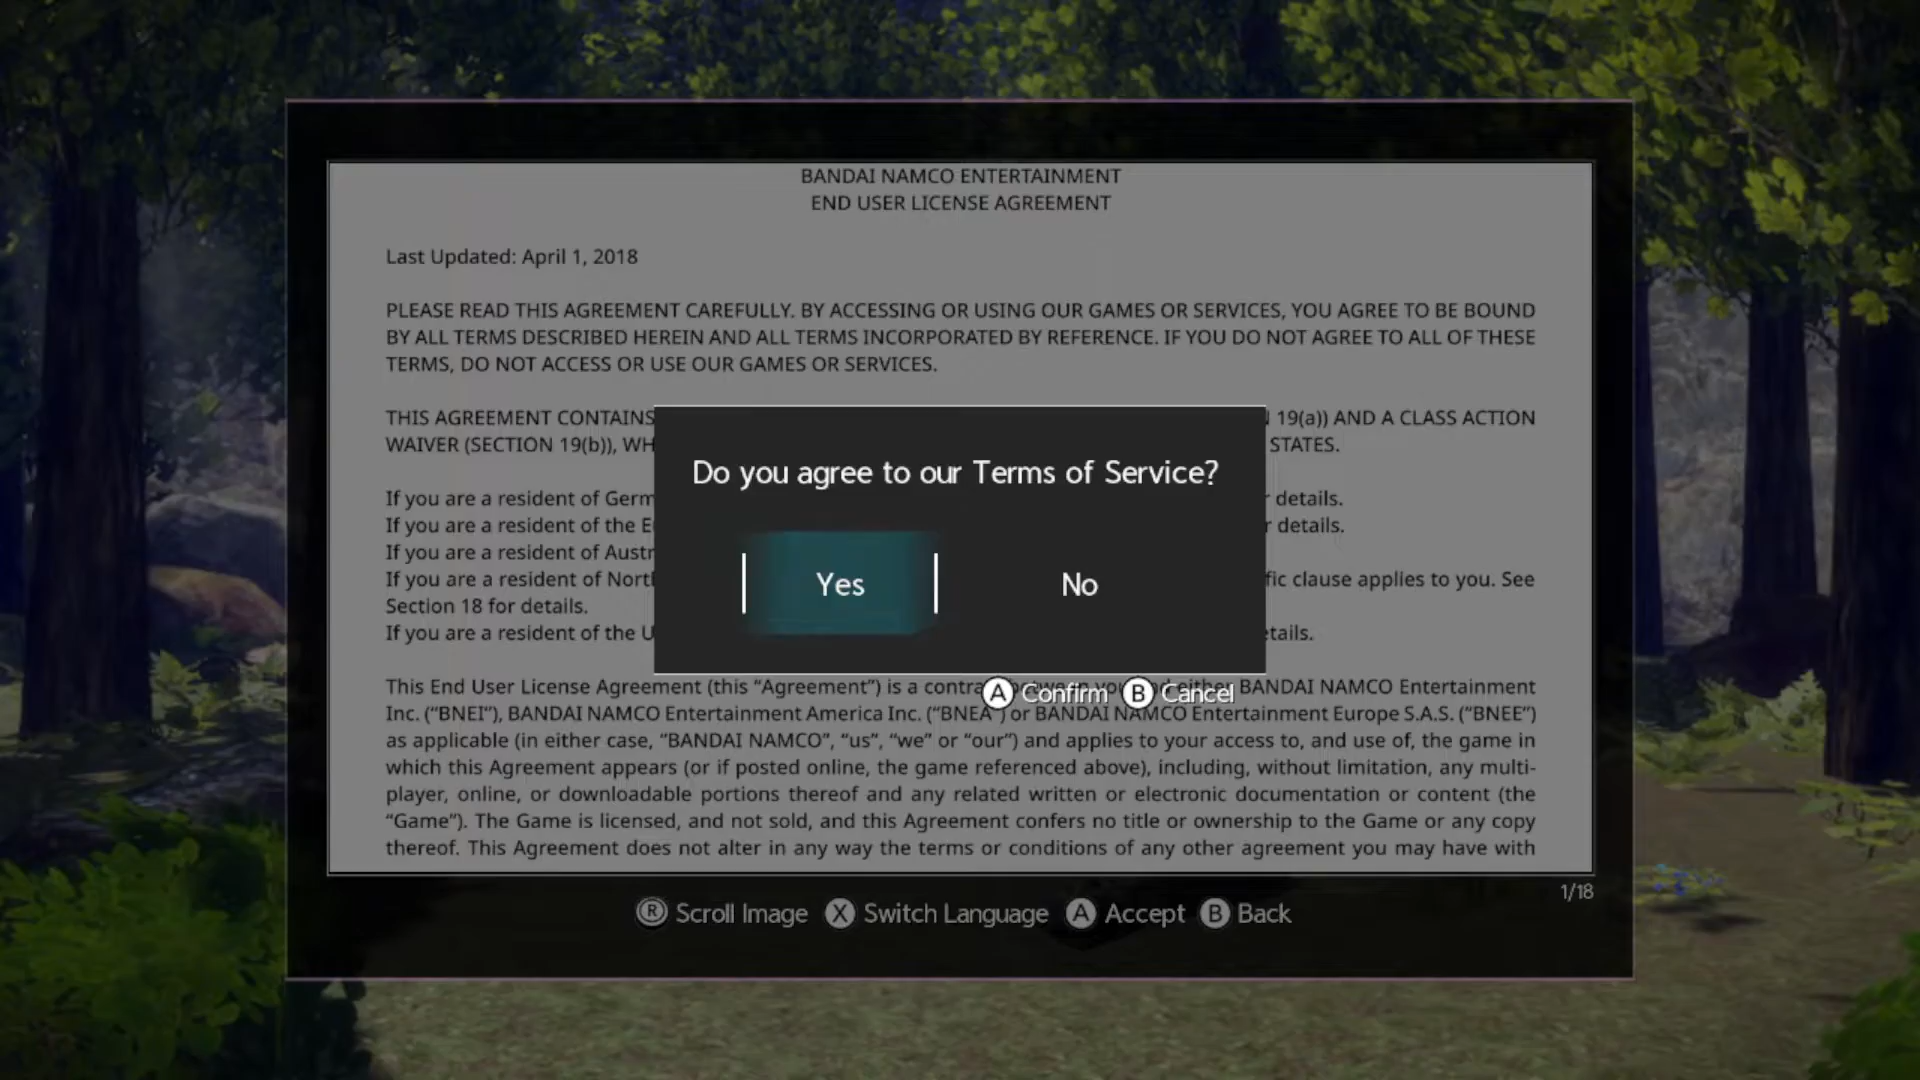 BANDAI NAMCO ENTERTAINMENT
END USER LICENSE AGREEMENT
Last Updated: April 1, 2018
PLEASE READ THIS AGREEMENT CAREFULLY. BY ACCESSING OR USING OUR GAMES OR SERVICES, YOU AGREE TO BE BOUND
BY ALL TERMS DESCRIBED HEREIN AND ALL TERMS INCORPORATED BY REFERENCE. IF YOU DO NOT AGREE TO ALL OF THESE
TERMS, DO NOT ACCESS OR USE OUR GAMES OR SERVICES.
THIS AGREEMENT CONTAINS 19(a)) AND A CLASS ACTION
WAIVER (SECTION 19(b)), STATES.
If you are a resident of details.
If you are a resident of the details.
If you are a resident of
If you are a resident of clause applies to you. See
Section 18 for details.
If you are a resident of the
Do you agree to our Terms of Service?
Yes No
A Confirm B Cancel
This End User License Agreement (this “Agreement”) is a between either BANDAI NAMCO Entertainment
Inc. (“BNEI”), BANDAI NAMCO Entertainment America Inc. (“BNEA”) or BANDAI NAMCO Entertainment Europe S.A.S. (“BNEE”)
as applicable (in either case, “BANDAI NAMCO”, “us”, “we” or “our”) and applies to your access to, and use of, the game in
which this Agreement appears (or if posted online, the game referenced above), including, without limitation, any multi-
player, online, or downloadable portions thereof and any related written or electronic documentation or content (the
“Game”). The Game is licensed, and not sold, and this Agreement confers no title or ownership to the Game or any copy
thereof. This Agreement does not alter in any way the terms or conditions of any other agreement you may have with
1/18
R Scroll Image X Switch Language A Accept B Back